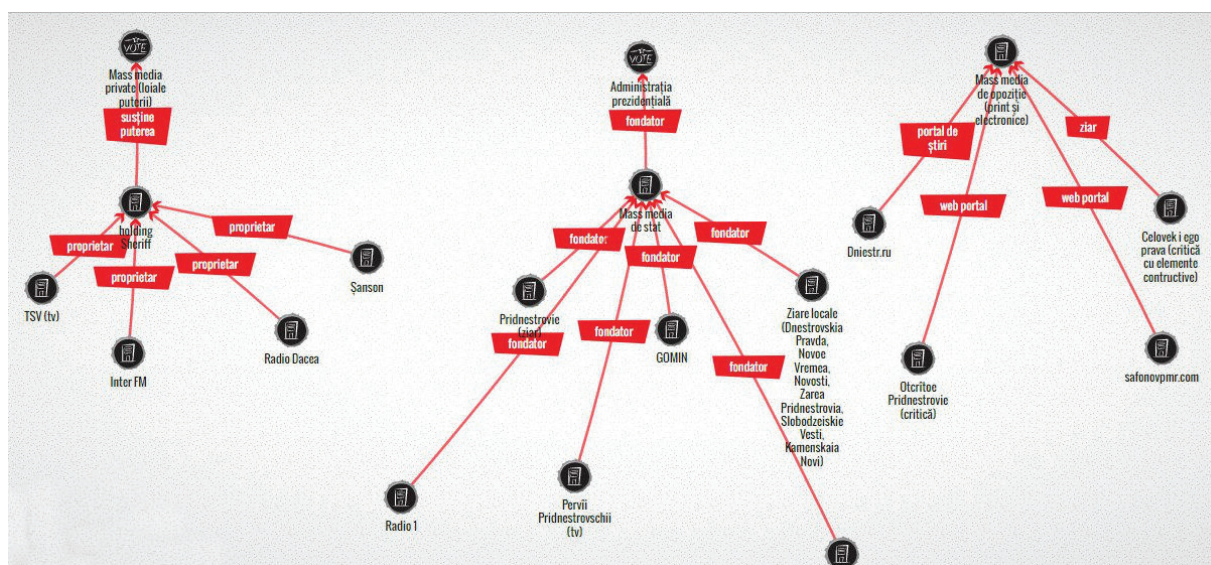 VOTE
Mass media
private (loiale
puterii)
susține
puterea
holding
Sheriff
proprietar
proprietar
proprietar
proprietar
TSV (tv)
Inter FM
Radio Dacea
Șanson
VOTE
Administrația
prezidențială
fondator
Mass media
de stat
fondator
fondator
fondator
fondator
fondator
fondator
Pridnestrovie
(ziar)
Radio 1
Pervii
Pridnestrovschii
(tv)
GOMIN
Ziare locale
(Dnestrovskia
Pravda,
Novoe
Vremea,
Novosti,
Zarea
Pridnestrovia,
Slobodzeiskie
Vesti,
Kamenskaia
Novi)
Mass media
de opoziție
(print și
electronice)
portal de
știri
web portal
web portal
ziar
Dniestr.ru
Otcrîtoe
Pridnestrovie
(critică)
safonovpmr.com
Celovek i ego
prava (critică
cu elemente
contructive)